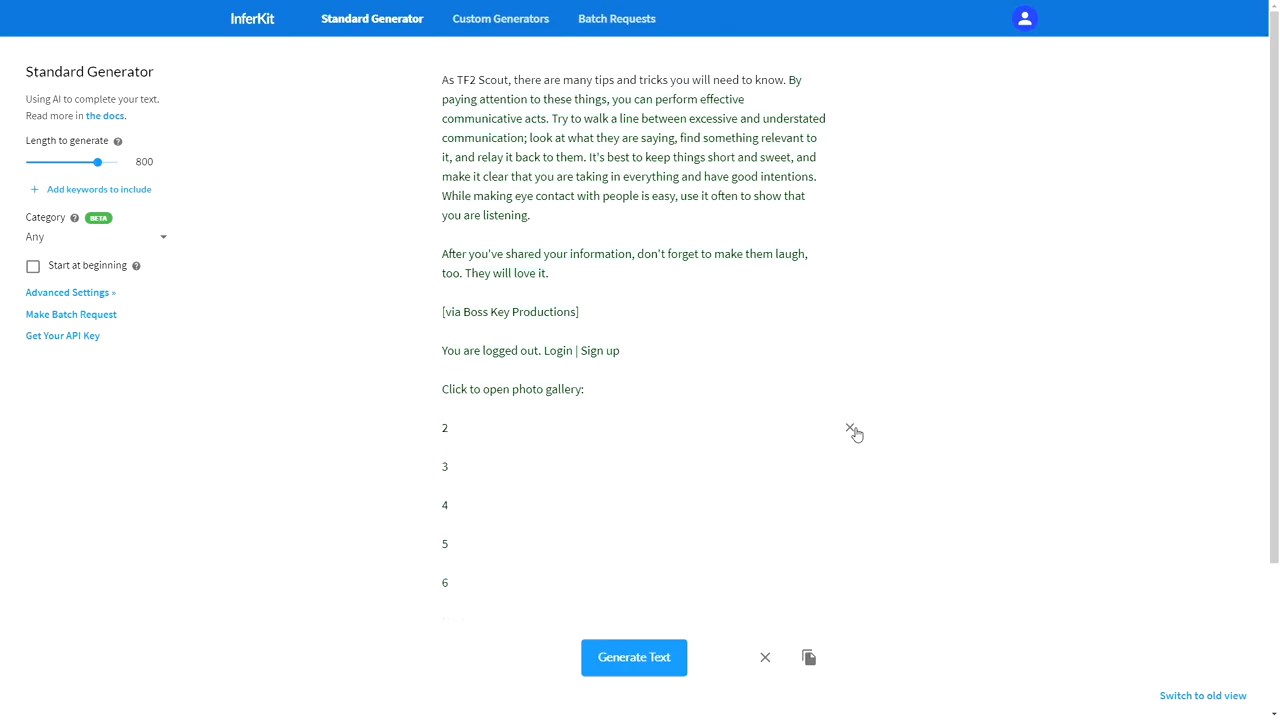 InferKit
Standard Generator
Custom Generators
Batch Requests
Standard Generator
Using AI to complete your text.
Read more in the docs.
Length to generate ?
800
+ Add keywords to include
Category ? BETA
Any
Start at beginning ?
Advanced Settings »
Make Batch Request
Get Your API Key
As TF2 Scout, there are many tips and tricks you will need to know. By
paying attention to these things, you can perform effective
communicative acts. Try to walk a line between excessive and understated
communication; look at what they are saying, find something relevant to
it, and relay it back to them. It's best to keep things short and sweet, and
make it clear that you are taking in everything and have good intentions.
While making eye contact with people is easy, use it often to show that
you are listening.
After you've shared your information, don't forget to make them laugh,
too. They will love it.
[via Boss Key Productions]
You are logged out. Login | Sign up
Click to open photo gallery:
2
3
4
5
6
Generate Text
Switch to old view